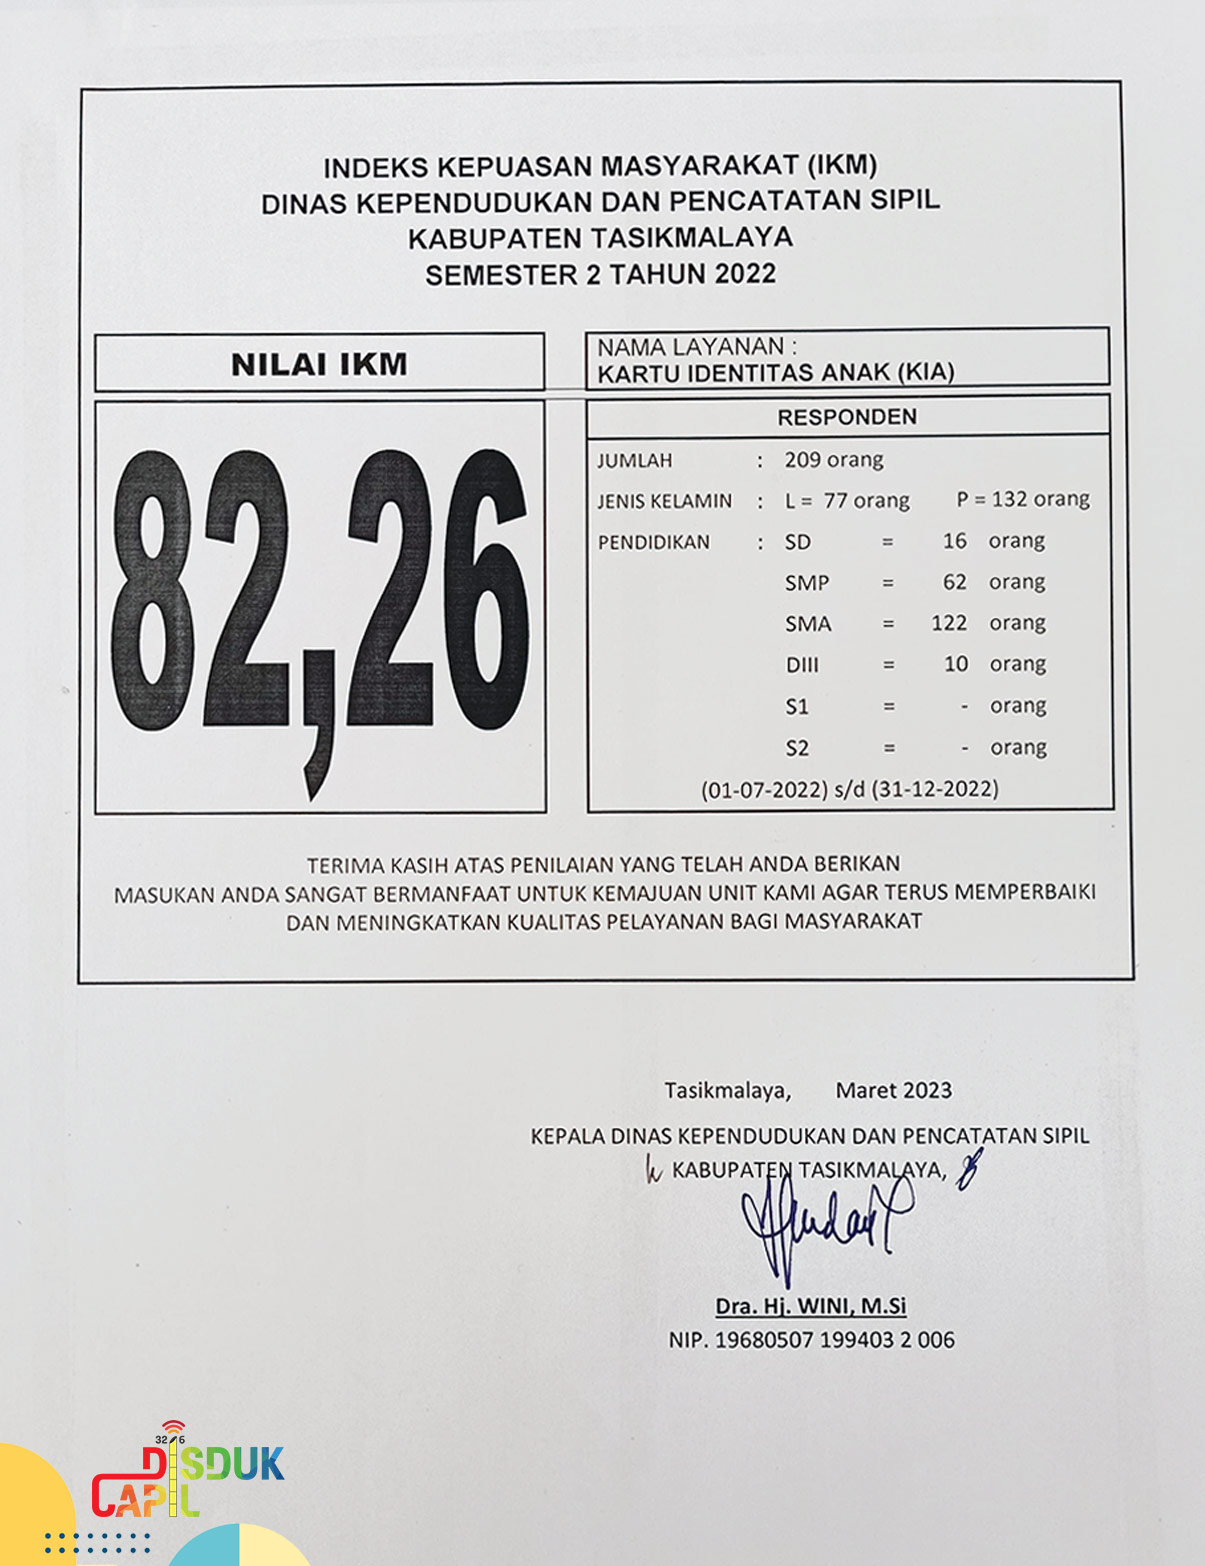 INDEKS KEPUASAN MASYARAKAT (IKM)
DINAS KEPENDUDUKAN DAN PENCATATAN SIPIL
KABUPATEN TASIKMALAYA
SEMESTER 2 TAHUN 2022
NILAI IKM
82,26
NAMA LAYANAN :
KARTU IDENTITAS ANAK (KIA)
RESPONDEN
JUMLAH : 209 orang
JENIS KELAMIN : L = 77 orang P = 132 orang
PENDIDIKAN : SD = 16 orang
SMP = 62 orang
SMA = 122 orang
DIII = 10 orang
S1 = - orang
S2 = - orang
(01-07-2022) s/d (31-12-2022)
TERIMA KASIH ATAS PENILAIAN YANG TELAH ANDA BERIKAN
MASUKAN ANDA SANGAT BERMANFAAT UNTUK KEMAJUAN UNIT KAMI AGAR TERUS MEMPERBAIKI
DAN MENINGKATKAN KUALITAS PELAYANAN BAGI MASYARAKAT
Tasikmalaya, Maret 2023
KEPALA DINAS KEPENDUDUKAN DAN PENCATATAN SIPIL
KABUPATEN TASIKMALAYA,
Dra. Hj. WINI, M.Si
NIP. 19680507 199403 2 006
32 6
DISDUK
CAPIL